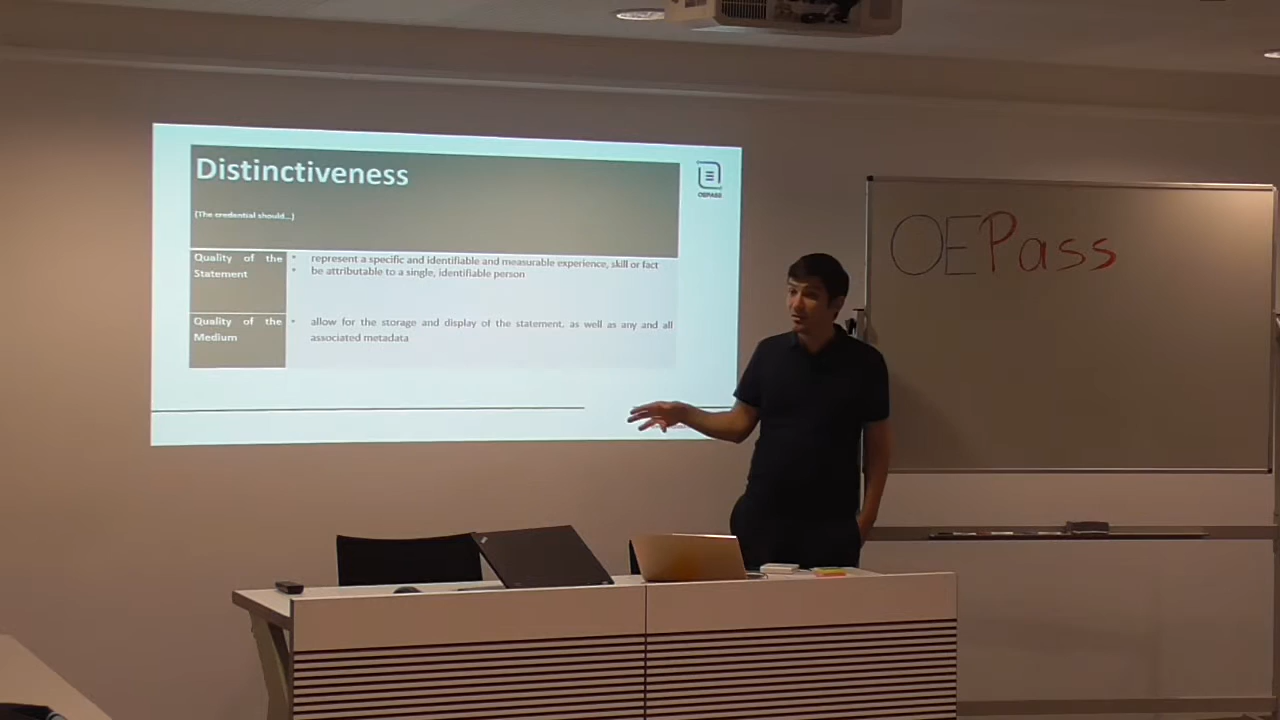 Distinctiveness
(The credential should...)
Quality of the
Statement
• represent a specific and identifiable and measurable experience, skill or fact
• be attributable to a single, identifiable person
Quality of the
Medium
• allow for the storage and display of the statement, as well as any and all
associated metadata
OEPASS
OEPass